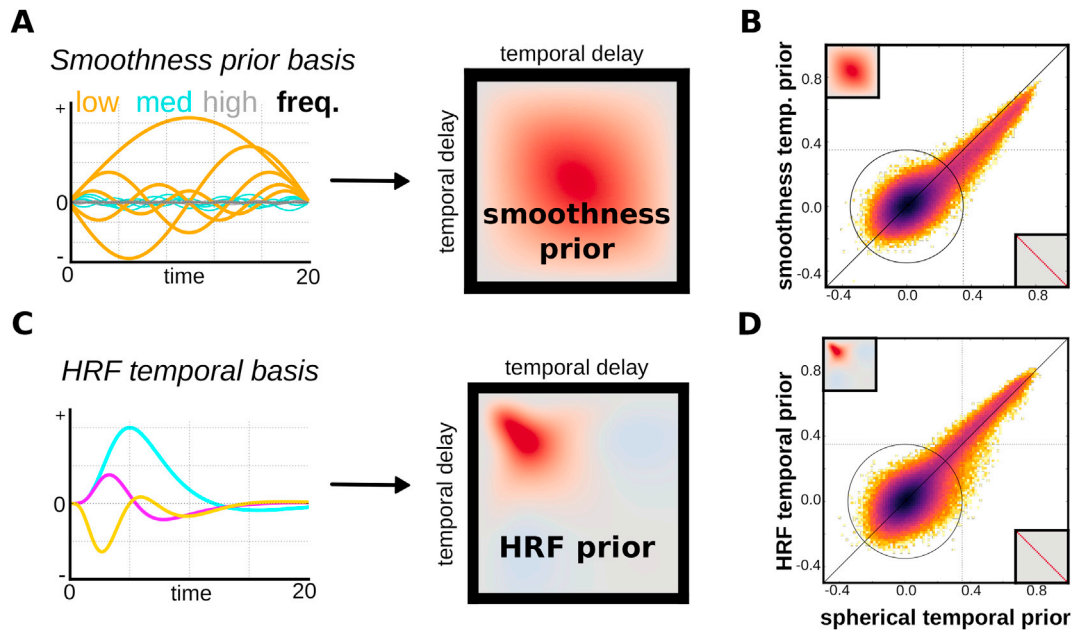 A
Smoothness prior basis
low med high freq.
+
0
-
0 time 20
temporal delay
temporal delay
smoothness
prior
B
smoothness temp. prior
0.8
0.4
0.0
-0.4
-0.4 0.0 0.4 0.8
C
HRF temporal basis
+
0
-
0 time 20
temporal delay
temporal delay
HRF prior
D
HRF temporal prior
0.8
0.4
0.0
-0.4
-0.4 0.0 0.4 0.8
spherical temporal prior